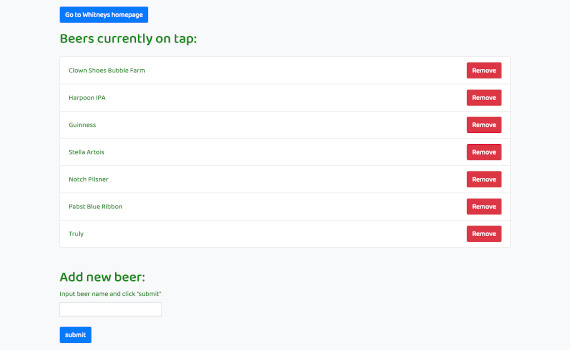 Go to Whitneys homepage
Beers currently on tap:
Clown Shoes Bubble Farm Remove
Harpoon IPA Remove
Guinness Remove
Stella Artois Remove
Notch Pilsner Remove
Pabst Blue Ribbon Remove
Truly Remove
Add new beer:
Input beer name and click "submit"
submit